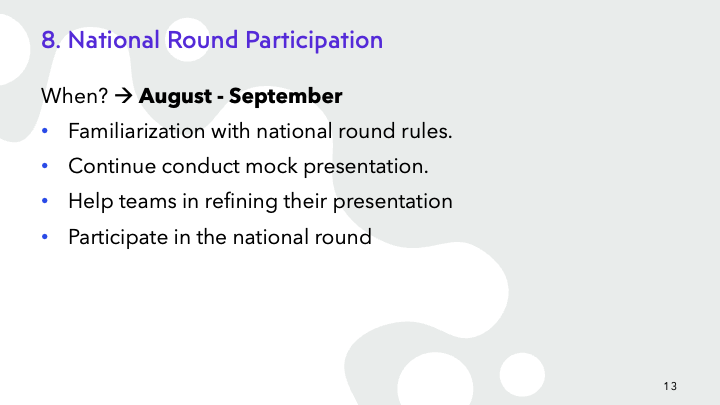 8. National Round Participation
When? → August - September
• Familiarization with national round rules.
• Continue conduct mock presentation.
• Help teams in refining their presentation
• Participate in the national round
13